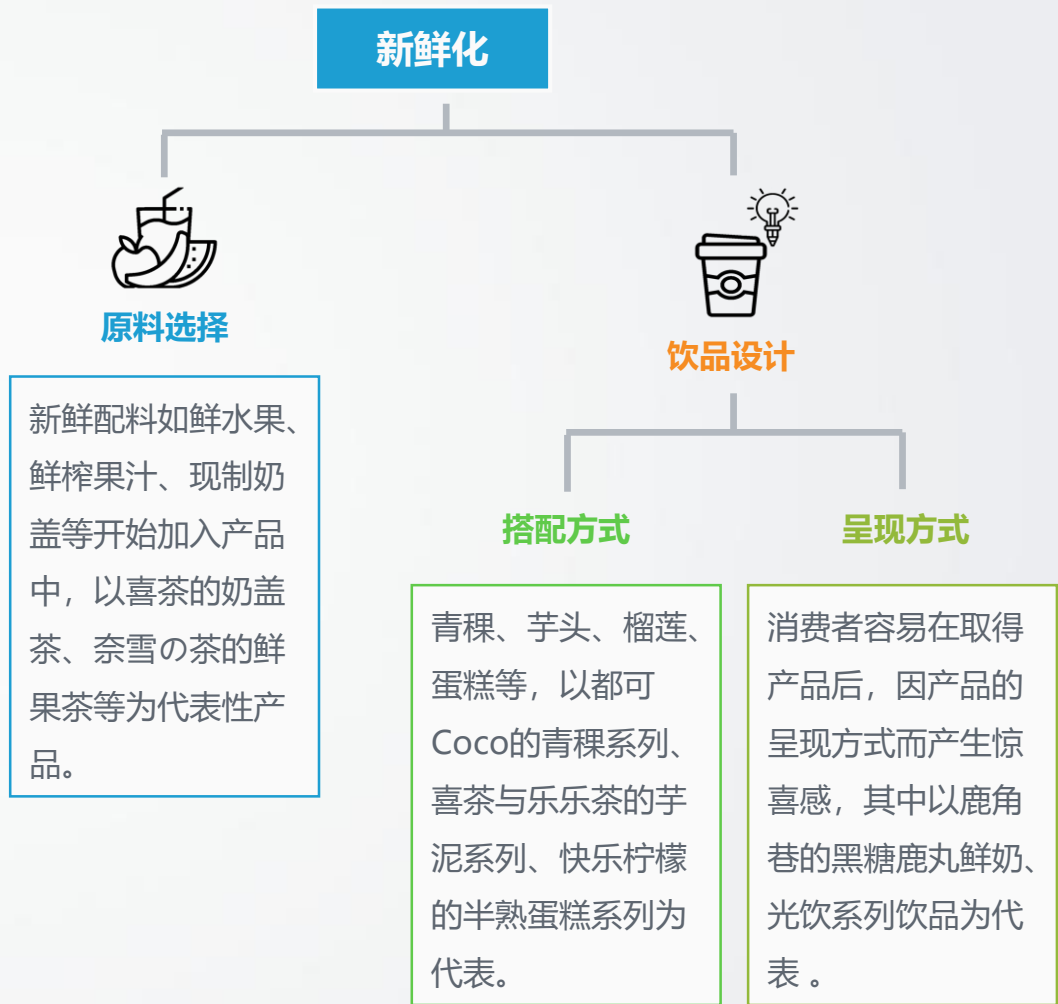 新鲜化
原料选择
新鲜配料如鲜水果、
鲜榨果汁、现制奶
盖等开始加入产品
中，以喜茶的奶盖
茶、奈雪の茶的鲜
果茶等为代表性产
品。
饮品设计
搭配方式
青稞、芋头、榴莲、
蛋糕等，以都可
Coco的青稞系列、
喜茶与乐乐茶的芋
泥系列、快乐柠檬
的半熟蛋糕系列为
代表。
呈现方式
消费者容易在取得
产品后，因产品的
呈现方式而产生惊
喜感，其中以鹿角
巷的黑糖鹿丸鲜奶、
光饮系列饮品为代
表 。